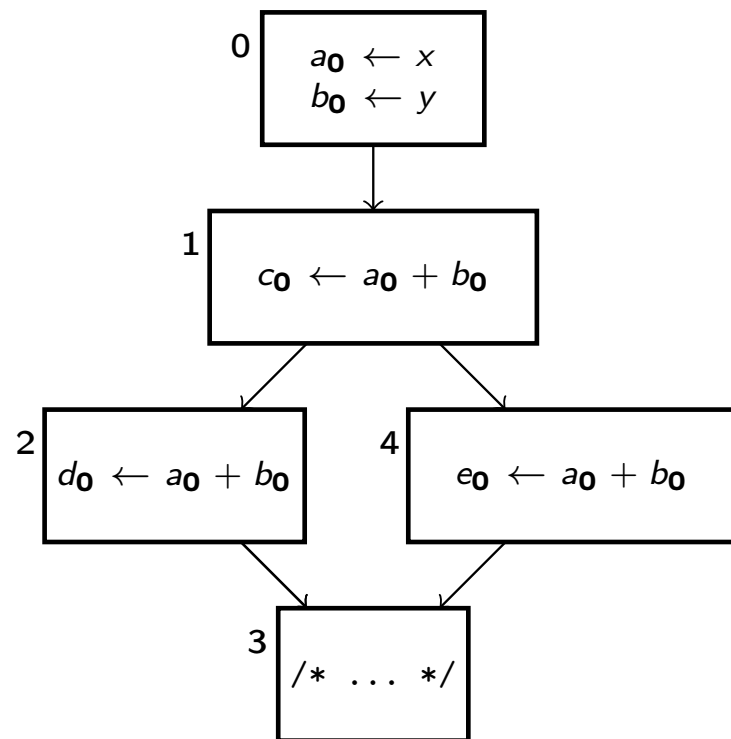 0
a₀ ← x
b₀ ← y
1
c₀ ← a₀ + b₀
2
d₀ ← a₀ + b₀
4
e₀ ← a₀ + b₀
3
/* ... */